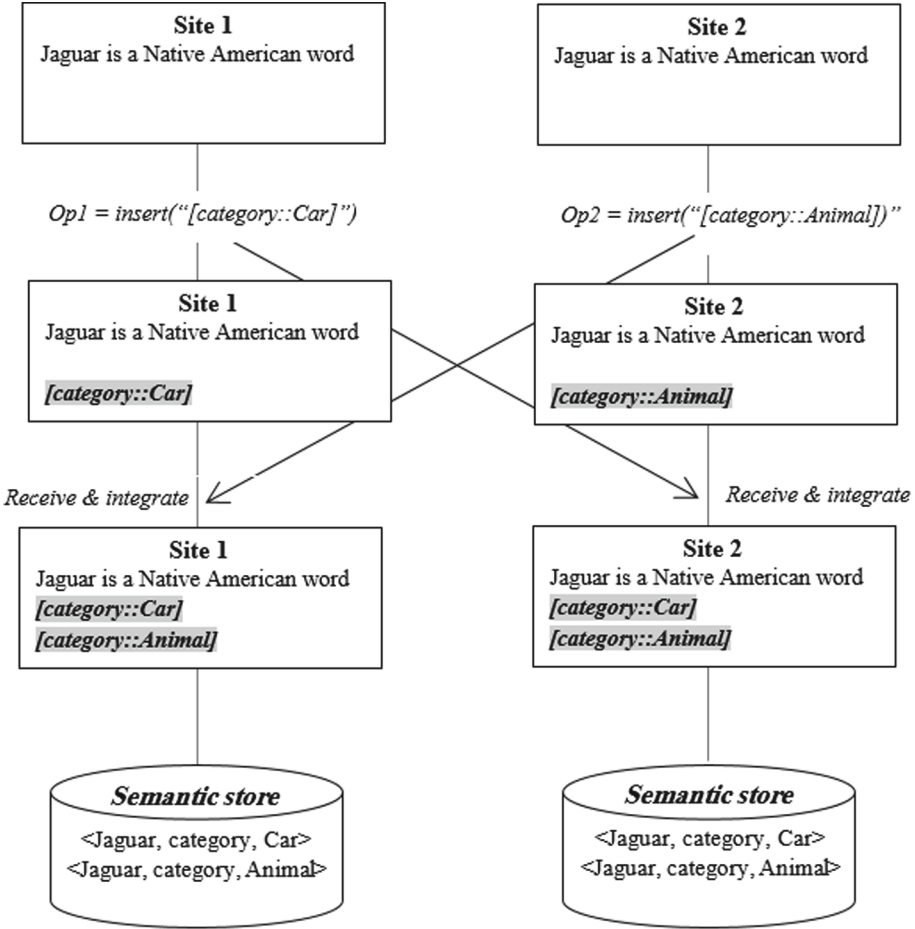 Site 1
Jaguar is a Native American word
Site 2
Jaguar is a Native American word
Op1 = insert(“[category::Car]”)
Op2 = insert(“[category::Animal])”
Site 1
Jaguar is a Native American word
[category::Car]
Site 2
Jaguar is a Native American word
[category::Animal]
Receive & integrate
Receive & integrate
Site 1
Jaguar is a Native American word
[category::Car]
[category::Animal]
Site 2
Jaguar is a Native American word
[category::Car]
[category::Animal]
Semantic store
<Jaguar, category, Car>
<Jaguar, category, Animal>
Semantic store
<Jaguar, category, Car>
<Jaguar, category, Animal>